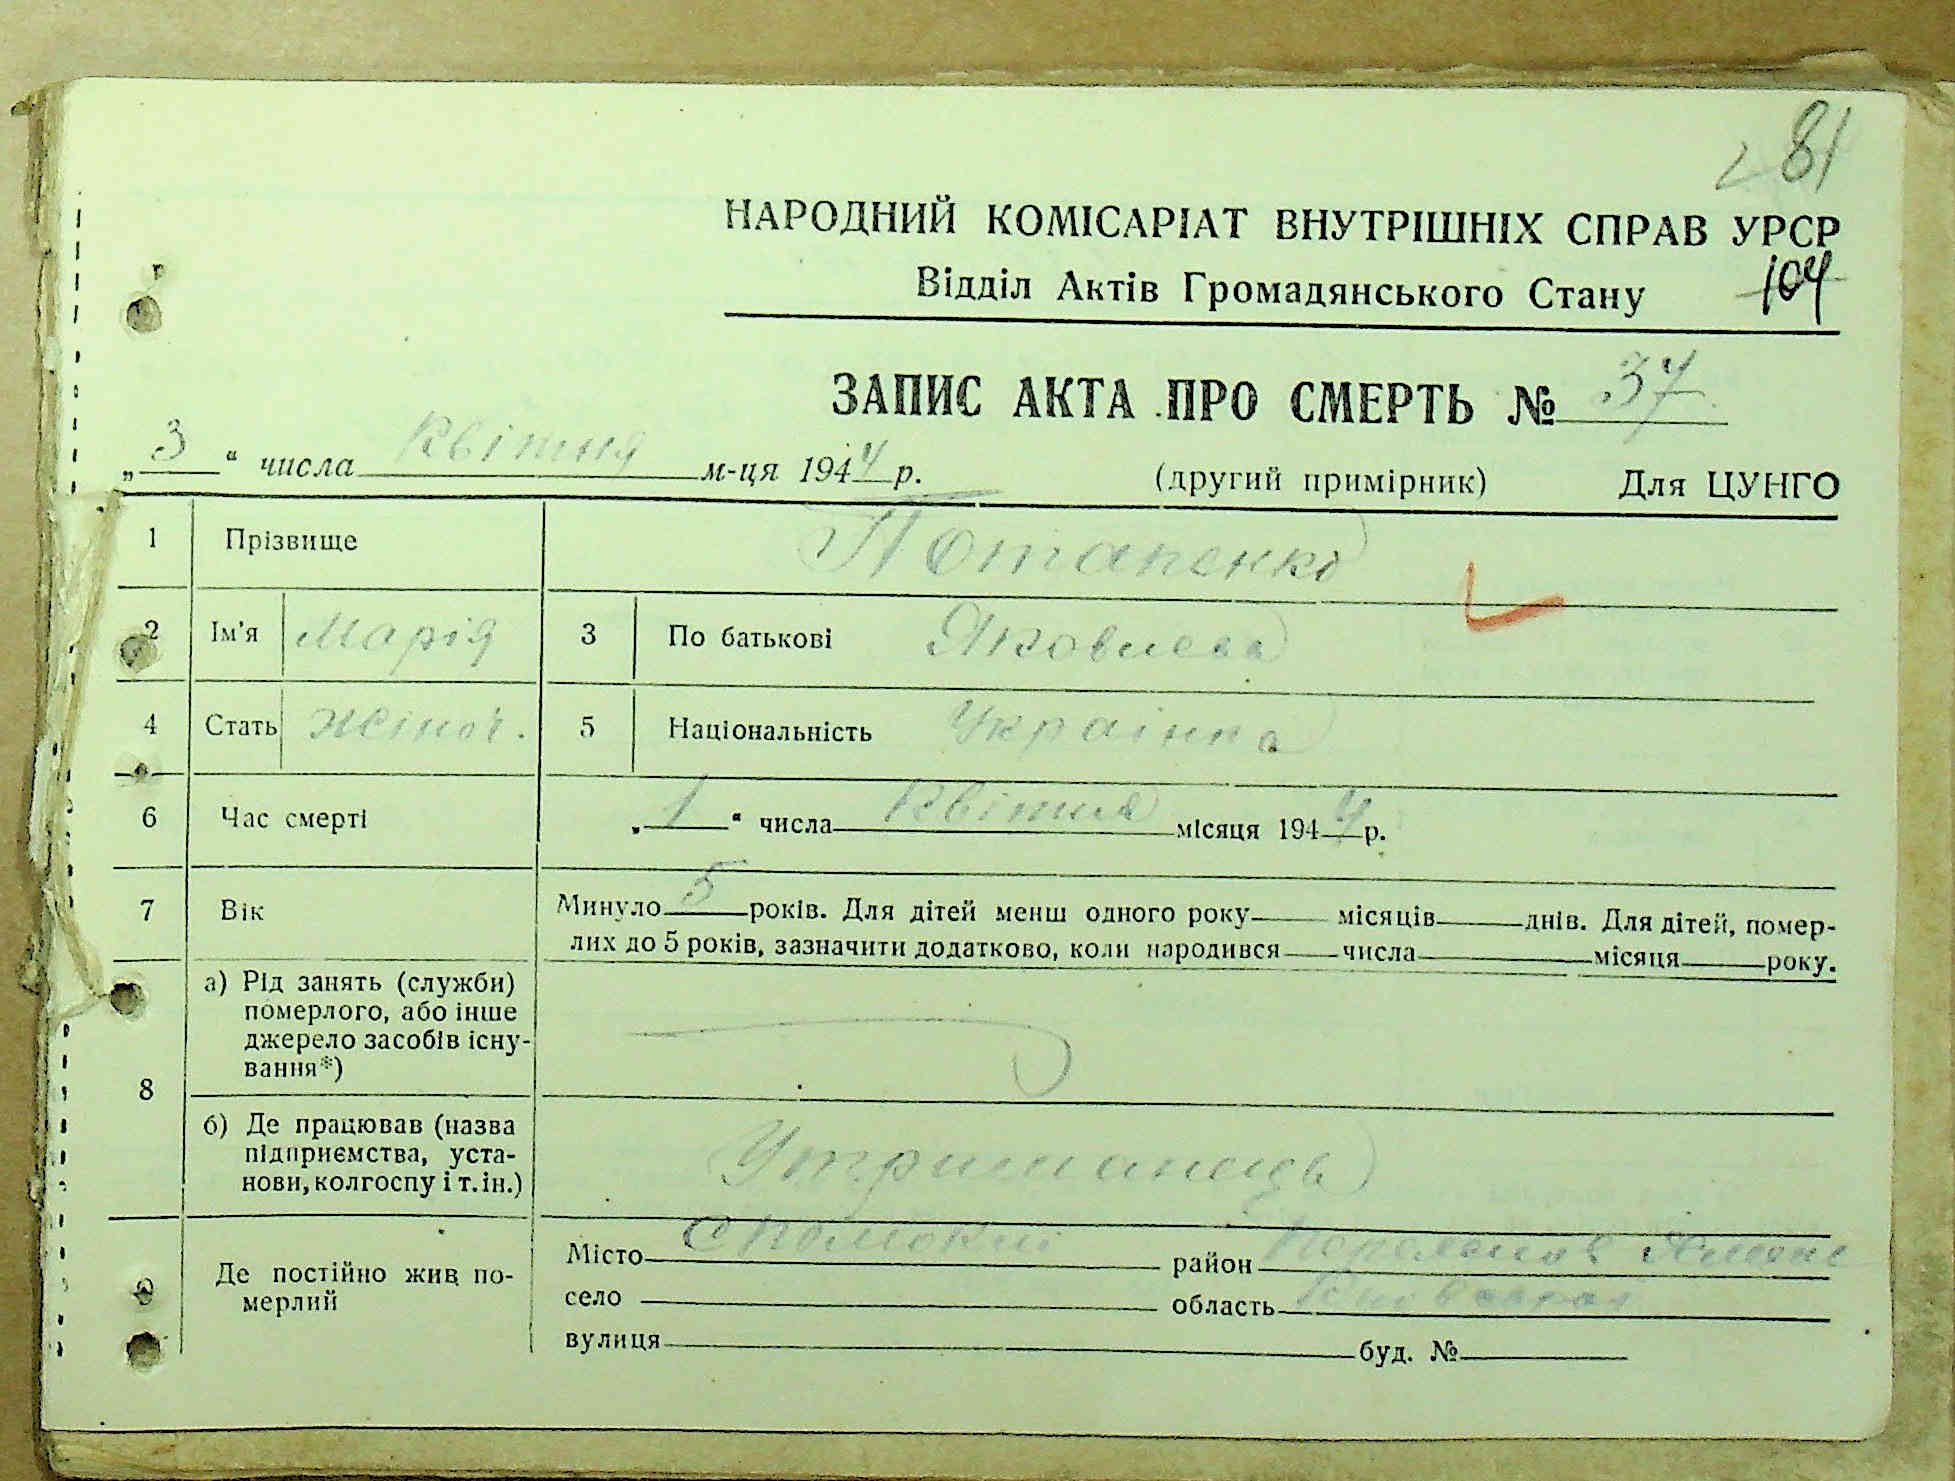 81
НАРОДНИЙ КОМІСАРІАТ ВНУТРІШНІХ СПРАВ УРСР
Відділ Актів Громадянського Стану 104
ЗАПИС АКТА ПРО СМЕРТЬ № 37
„3“ числа Квітня м-ця 1944 р. (другий примірник) Для ЦУНГО
1 Прізвище Потапенко
2 Ім'я Марія 3 По батькові Яковлева
4 Стать жіноч. 5 Національність Українка
6 Час смерті „1“ числа Квітня місяця 1944 р.
7 Вік Минуло 5 років. Для дітей менш одного року місяців днів. Для дітей, помер-
лих до 5 років, зазначити додатково, коли народився числа місяця року.
8 а) Рід занять (служби)
померлого, або інше
джерело засобів існу-
вання*)
б) Де працював (назва
підприємства, уста-
нови, колгоспу і т. ін.) Утриманець
9 Де постійно жив по-
мерлий
Місто район
село область
вулиця буд. №